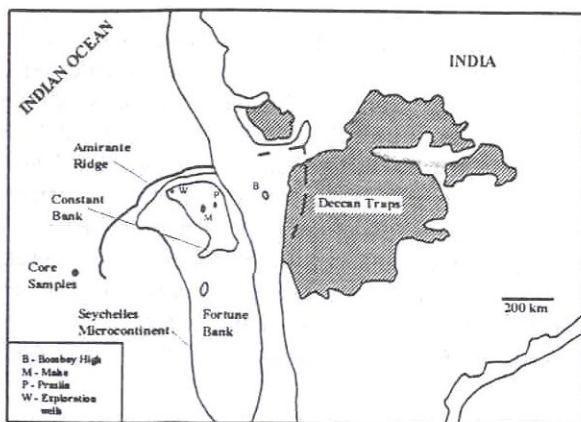 INDIAN OCEAN
INDIA
Amirante
Ridge
Constant
Bank
Core
Samples
Seychelles
Microcontinent
Fortune
Bank
W
P
M
B
Deccan Traps
200 km
B - Bombay High
M - Mahe
P - Praslin
W - Exploration
wells